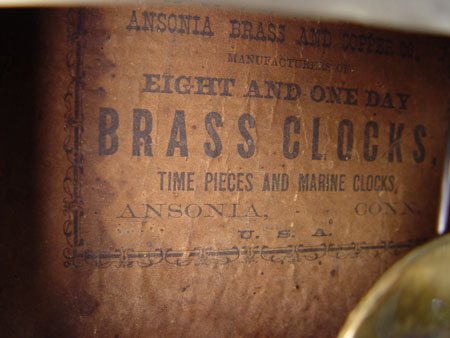 ANSONIA BRASS AND COPPER CO.
MANUFACTURERS OF
EIGHT AND ONE DAY
BRASS CLOCKS,
TIME PIECES AND MARINE CLOCKS,
ANSONIA, CONN.
U. S. A.